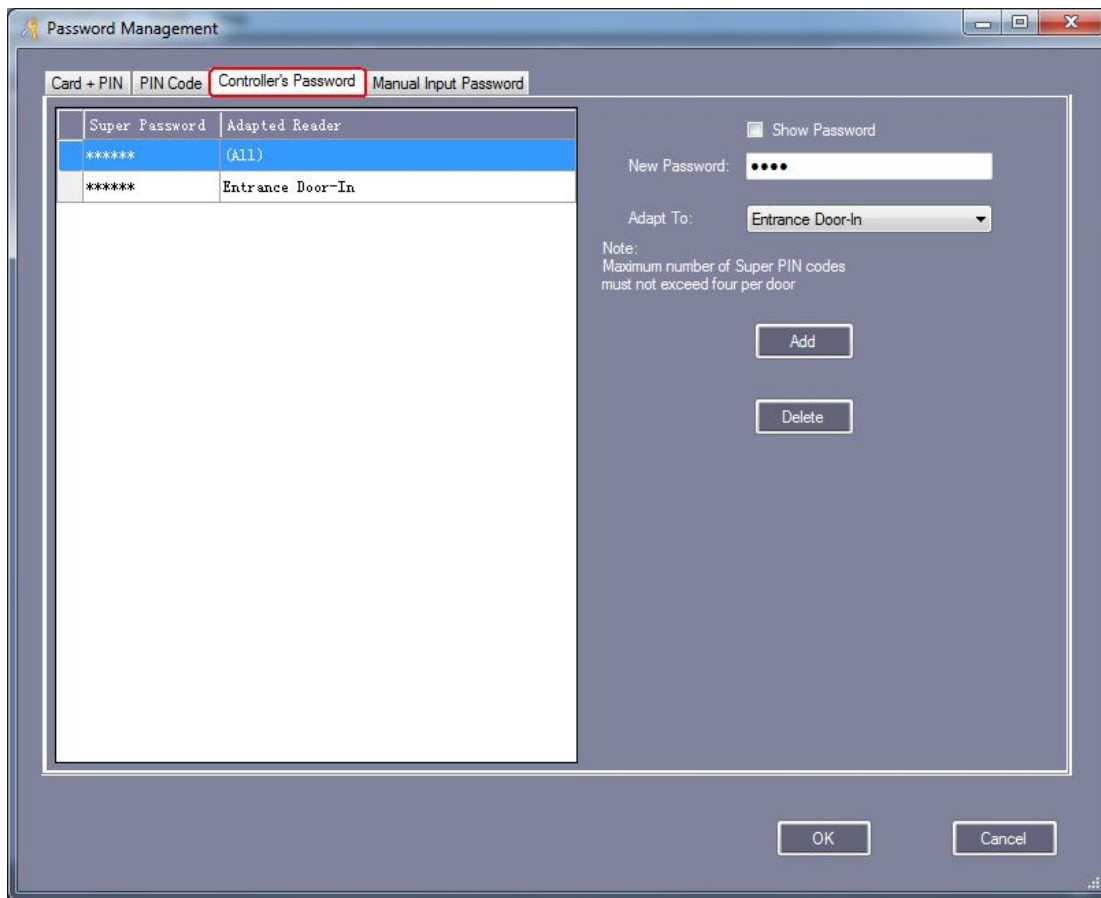 Password Management
Card + PIN PIN Code Controller's Password Manual Input Password
Super Password Adapted Reader
****** (All)
****** Entrance Door-In
Show Password
New Password: ••••
Adapt To: Entrance Door-In
Note:
Maximum number of Super PIN codes
must not exceed four per door
Add
Delete
OK Cancel